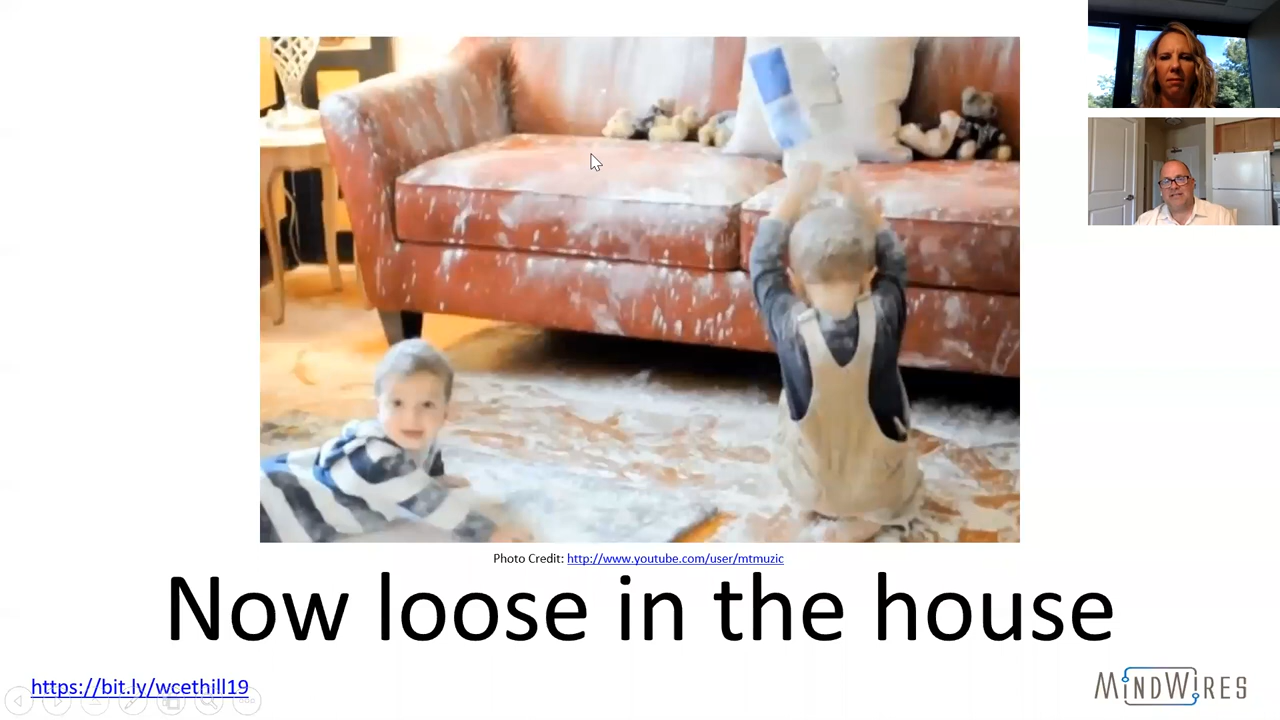 Photo Credit: http://www.youtube.com/user/mtmuzic
Now loose in the house
https://bit.ly/wcethill19
MINDWIRES